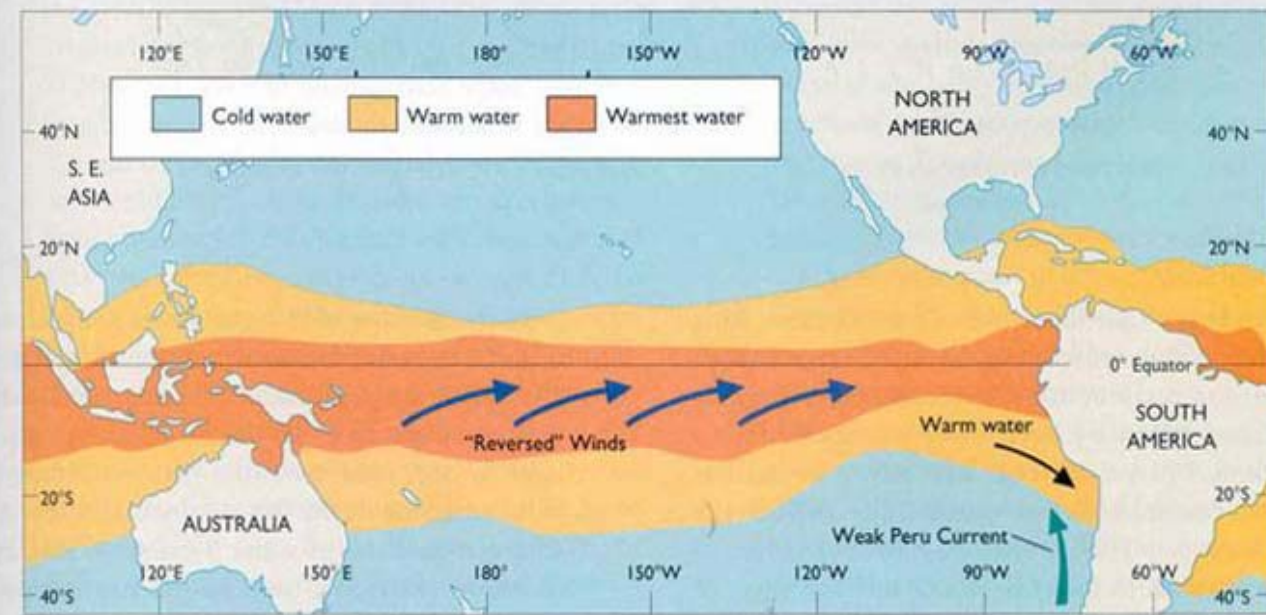 120°E 150°E 180° 150°W 120°W 90°W 60°W
Cold water Warm water Warmest water
NORTH
AMERICA
40°N 40°N
S. E.
ASIA
20°N 20°N
0° Equator
SOUTH
AMERICA
Warm water
"Reversed" Winds
20°S 20°S
AUSTRALIA
Weak Peru Current
120°E 150°E 180° 150°W 120°W 90°W 60°W
40°S 40°S